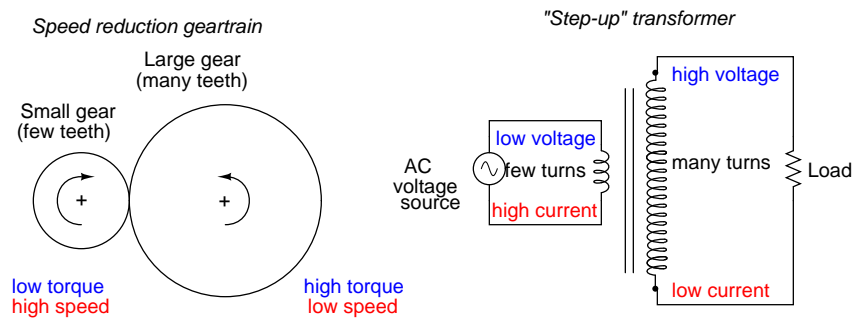 Speed reduction geartrain
Large gear
(many teeth)
Small gear
(few teeth)
+
+
low torque
high speed
high torque
low speed
"Step-up" transformer
high voltage
low voltage
AC
voltage
source
few turns
many turns
Load
high current
low current